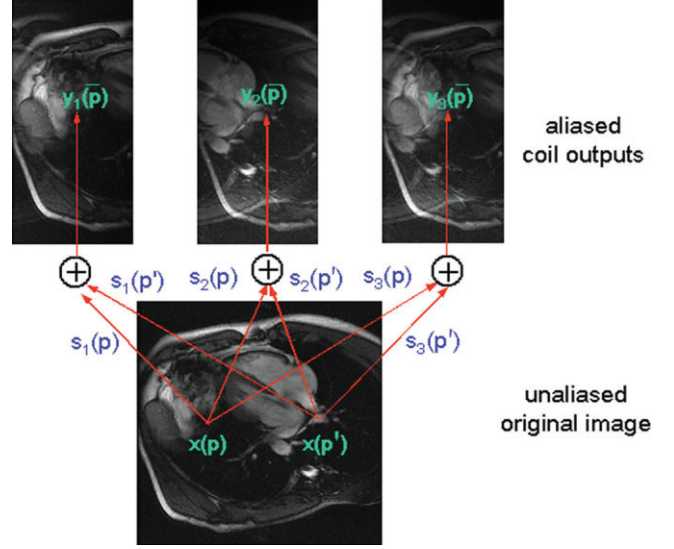 y₁(p̅) y₂(p̅) y₃(p̅)
aliased
coil outputs
s₁(p') s₂(p) s₂(p') s₃(p)
s₁(p) s₃(p')
unaliased
original image
x(p) x(p')